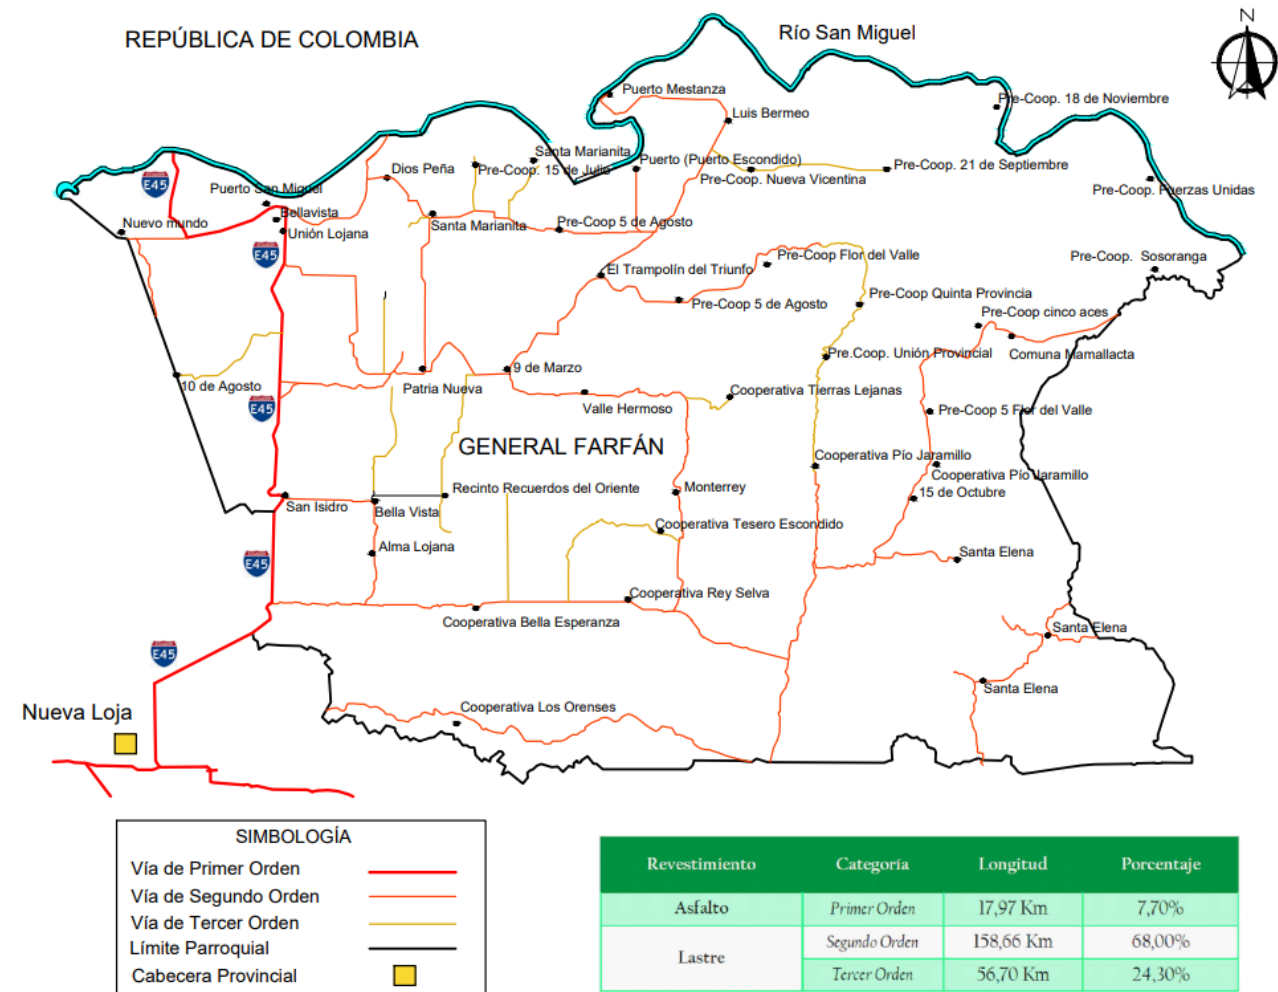 N
REPÚBLICA DE COLOMBIA
Río San Miguel
Puerto Mestanza
Pre-Coop. 18 de Noviembre
Luis Bermeo
Santa Marianita
Puerto (Puerto Escondido)
Dios Peña
Pre-Coop. 15 de Julio
Pre-Coop. 21 de Septiembre
Pre-Coop. Nueva Vicentina
E45
Puerto San Miguel
Pre-Coop. Fuerzas Unidas
Bellavista
Nuevo mundo
Unión Lojana
Santa Marianita
Pre-Coop 5 de Agosto
E45
Pre-Coop Flor del Valle
Pre-Coop. Sosoranga
El Trampolín del Triunfo
Pre-Coop Quinta Provincia
Pre-Coop 5 de Agosto
Pre-Coop cinco aces
Pre.Coop. Unión Provincial
Comuna Mamallacta
9 de Marzo
10 de Agosto
Patria Nueva
Cooperativa Tierras Lejanas
E45
Valle Hermoso
Pre-Coop 5 Flor del Valle
GENERAL FARFÁN
Cooperativa Pío Jaramillo
Cooperativa Pío Jaramillo
Recinto Recuerdos del Oriente
Monterrey
15 de Octubre
San Isidro
Bella Vista
Cooperativa Tesero Escondido
Alma Lojana
Santa Elena
E45
Cooperativa Rey Selva
Cooperativa Bella Esperanza
Santa Elena
E45
Santa Elena
Nueva Loja
Cooperativa Los Orenses
SIMBOLOGÍA
Vía de Primer Orden
Vía de Segundo Orden
Vía de Tercer Orden
Límite Parroquial
Cabecera Provincial
Revestimiento Categoría Longitud Porcentaje
Asfalto Primer Orden 17,97 Km 7,70%
Lastre Segundo Orden 158,66 Km 68,00%
Tercer Orden 56,70 Km 24,30%